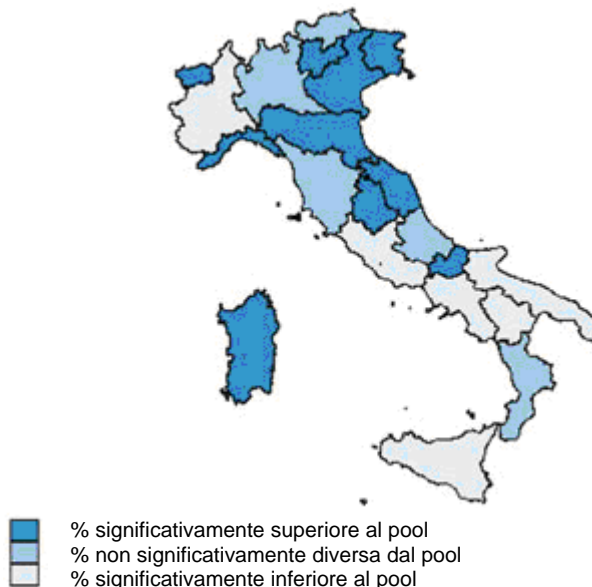 % significativamente superiore al pool
% non significativamente diversa dal pool
% significativamente inferiore al pool